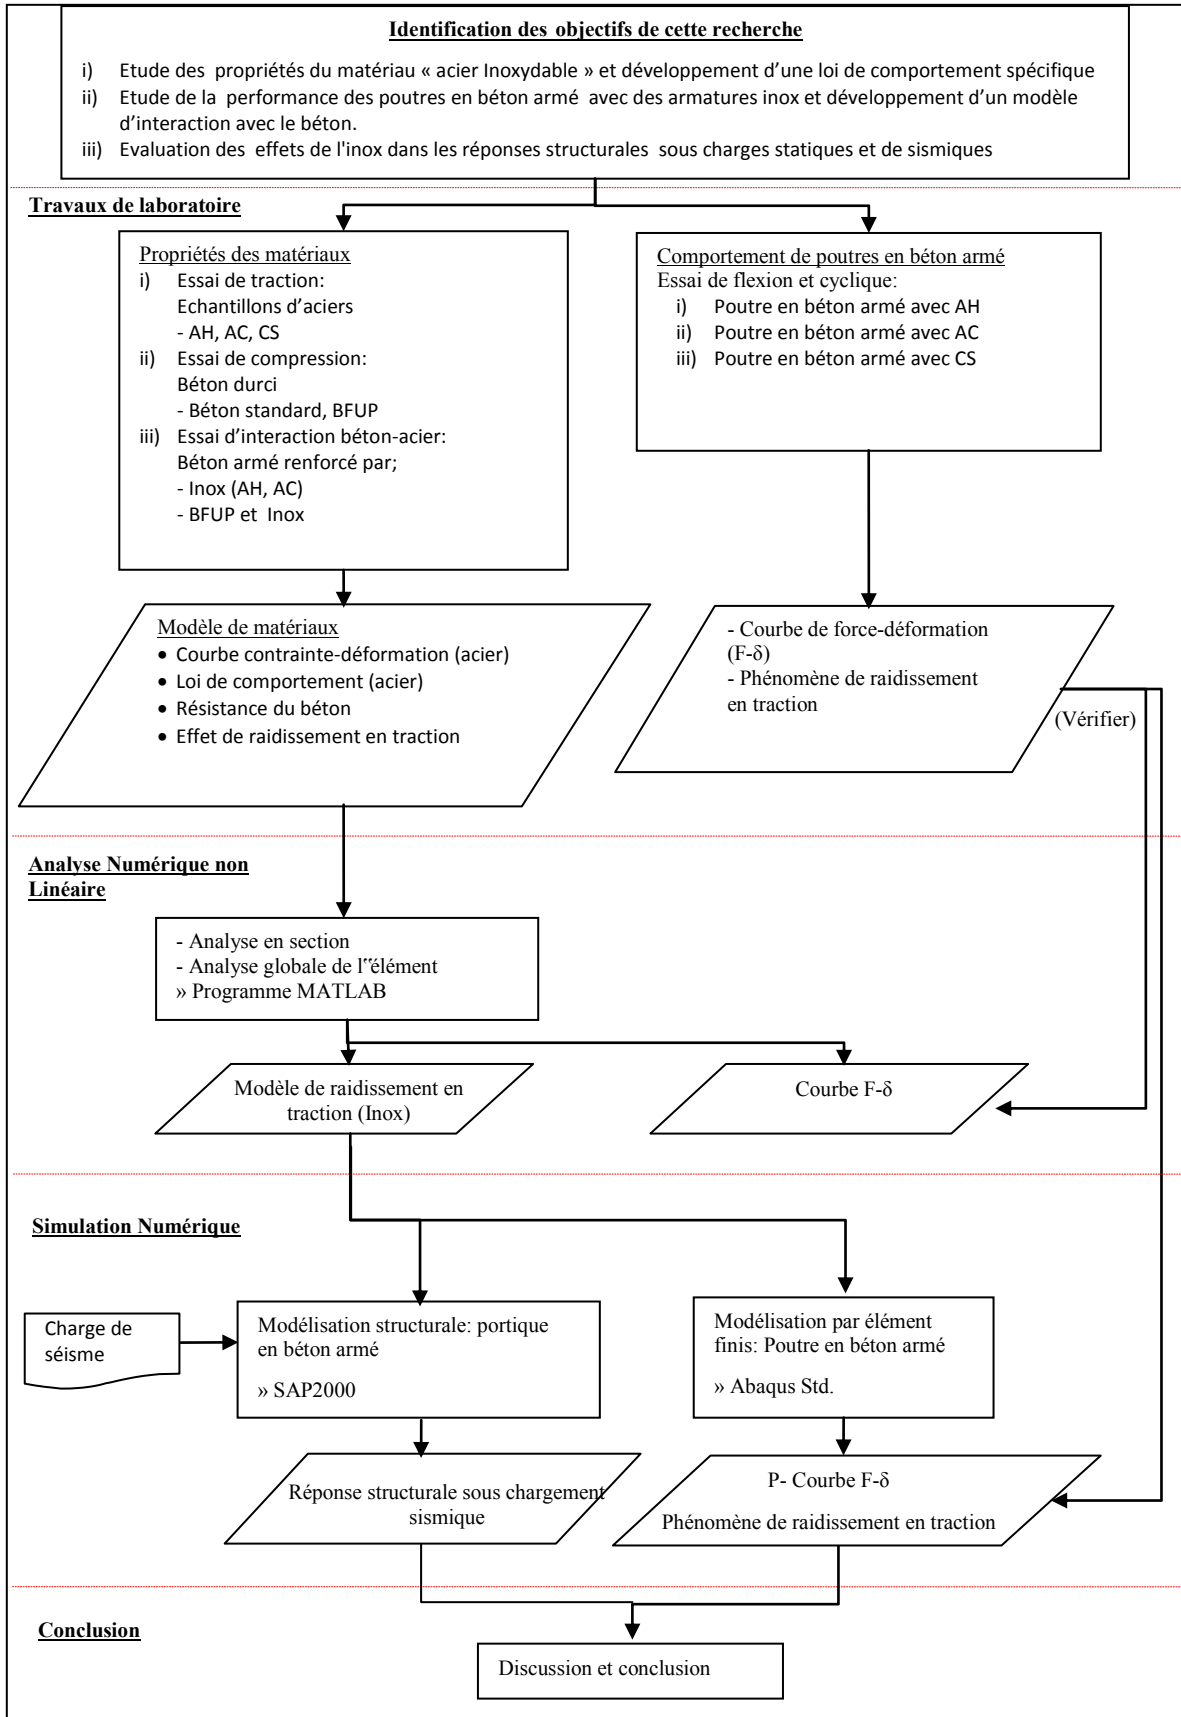 Identification des objectifs de cette recherche
i) Etude des propriétés du matériau « acier Inoxydable » et développement d'une loi de comportement spécifique
ii) Etude de la performance des poutres en béton armé avec des armatures inox et développement d'un modèle
d'interaction avec le béton.
iii) Evaluation des effets de l'inox dans les réponses structurales sous charges statiques et de sismiques
Travaux de laboratoire
Propriétés des matériaux
i) Essai de traction:
Echantillons d'aciers
- AH, AC, CS
ii) Essai de compression:
Béton durci
- Béton standard, BFUP
iii) Essai d'interaction béton-acier:
Béton armé renforcé par;
- Inox (AH, AC)
- BFUP et Inox
Comportement de poutres en béton armé
Essai de flexion et cyclique:
i) Poutre en béton armé avec AH
ii) Poutre en béton armé avec AC
iii) Poutre en béton armé avec CS
Modèle de matériaux
• Courbe contrainte-déformation (acier)
• Loi de comportement (acier)
• Résistance du béton
• Effet de raidissement en traction
- Courbe de force-déformation
(F-δ)
- Phénomène de raidissement
en traction
(Vérifier)
Analyse Numérique non
Linéaire
- Analyse en section
- Analyse globale de l‟élément
» Programme MATLAB
Modèle de raidissement en
traction (Inox)
Courbe F-δ
Simulation Numérique
Charge de
séisme
Modélisation structurale: portique
en béton armé
» SAP2000
Modélisation par élément
finis: Poutre en béton armé
» Abaqus Std.
Réponse structurale sous chargement
sismique
P- Courbe F-δ
Phénomène de raidissement en traction
Conclusion
Discussion et conclusion